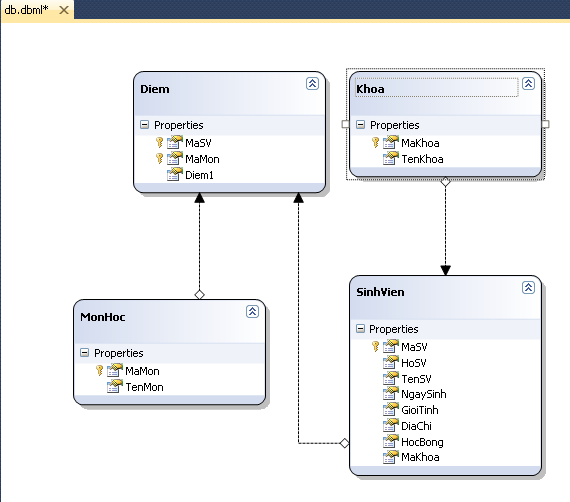 db.dbml*
Diem
Properties
MaSV
MaMon
Diem1
Khoa
Properties
MaKhoa
TenKhoa
MonHoc
Properties
MaMon
TenMon
SinhVien
Properties
MaSV
HoSV
TenSV
NgaySinh
GioiTinh
DiaChi
HocBong
MaKhoa